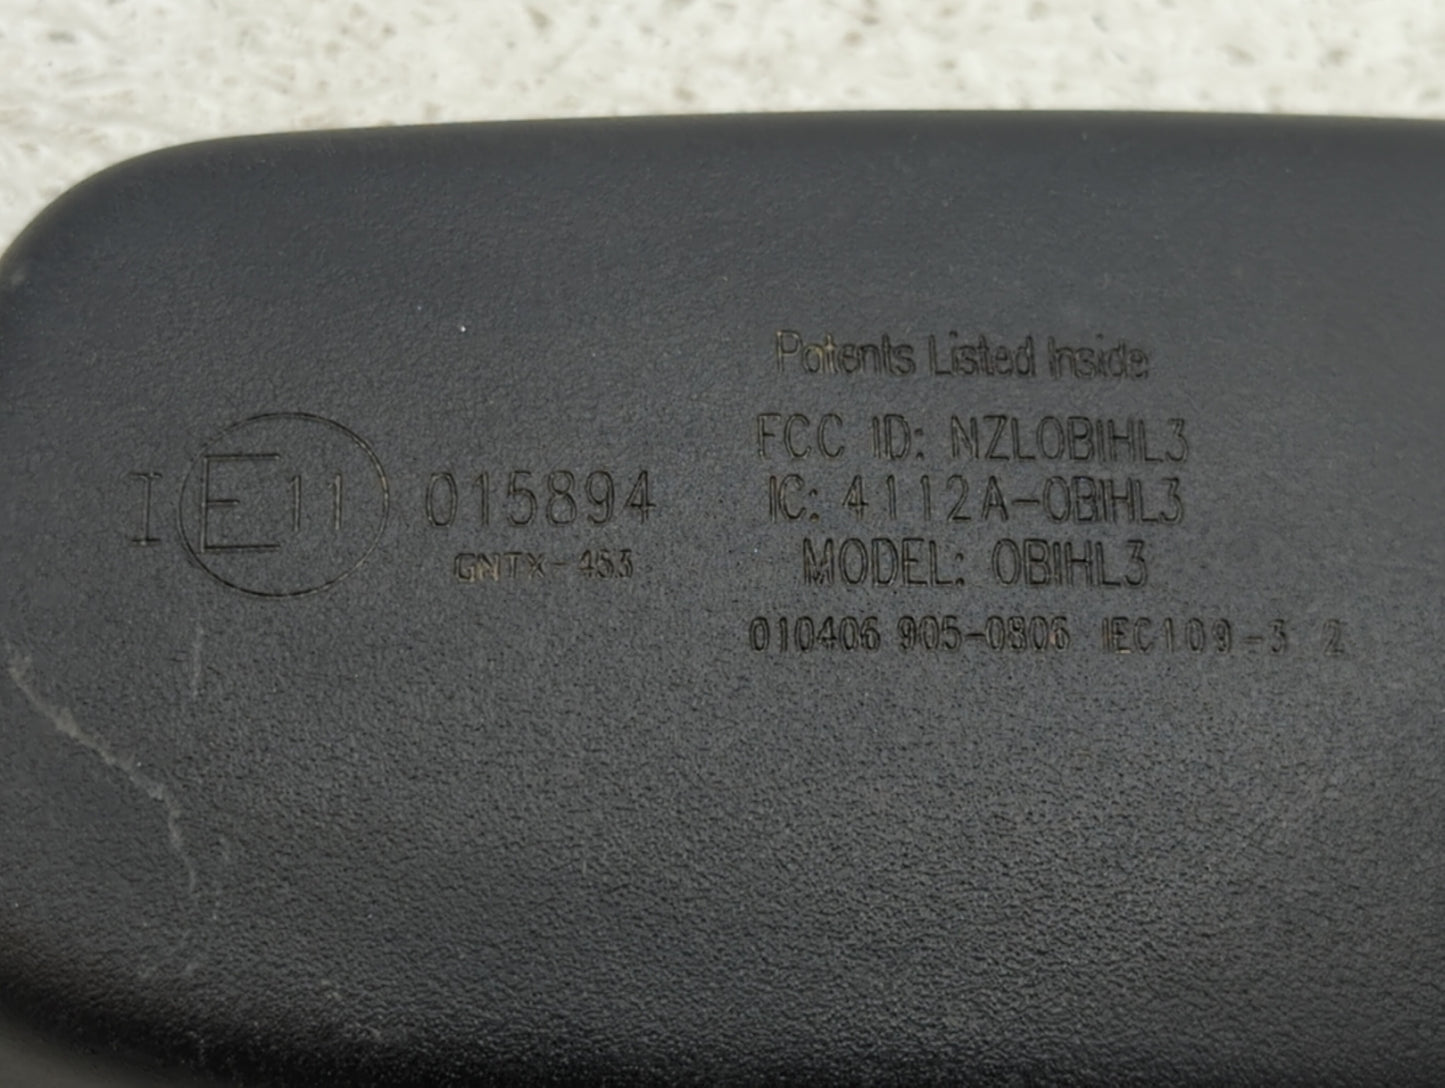 I E11 015894
GNTX-453
Patents Listed Inside
FCC ID: NZLOBIHL3
IC: 4112A-OBIHL3
MODEL: OBIHL3
010406 905-0806 IEC109-3 2